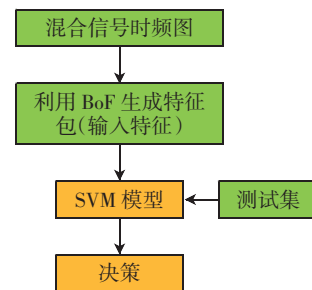 混合信号时频图
利用 BoF 生成特征
包(输入特征)
SVM 模型
测试集
决策